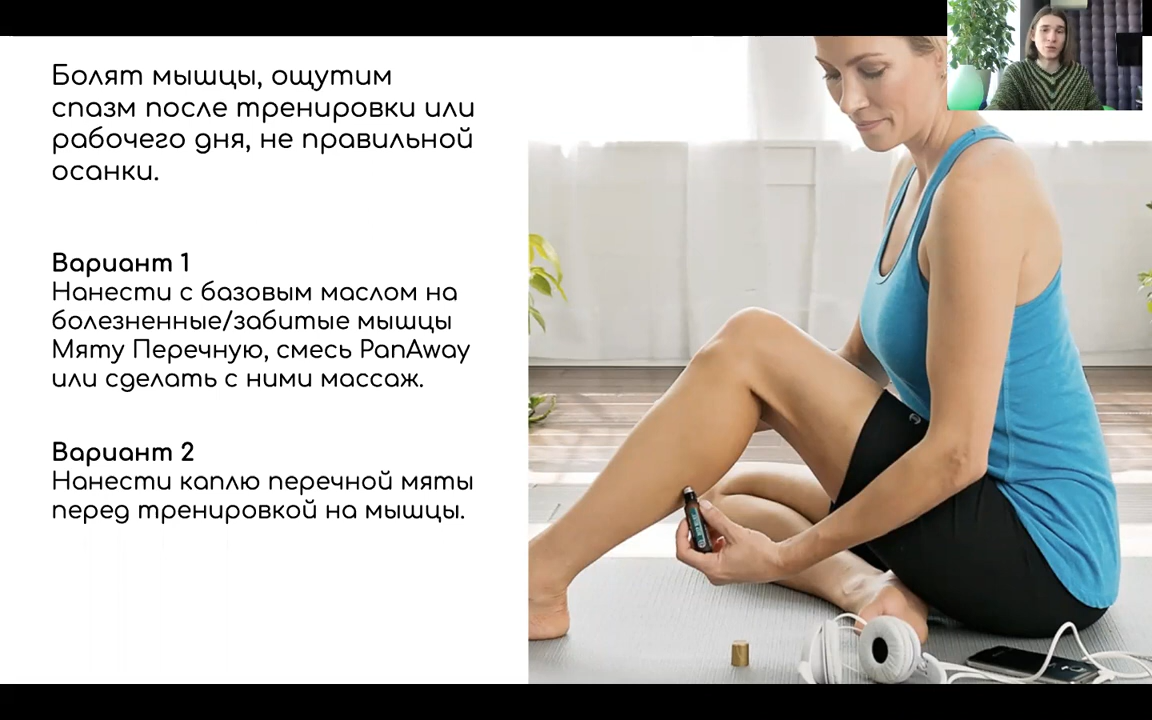 Болят мышцы, ощутим
спазм после тренировки или
рабочего дня, не правильной
осанки.
Вариант 1
Нанести с базовым маслом на
болезненные/забитые мышцы
Мяту Перечную, смесь PanAway
или сделать с ними массаж.
Вариант 2
Нанести каплю перечной мяты
перед тренировкой на мышцы.